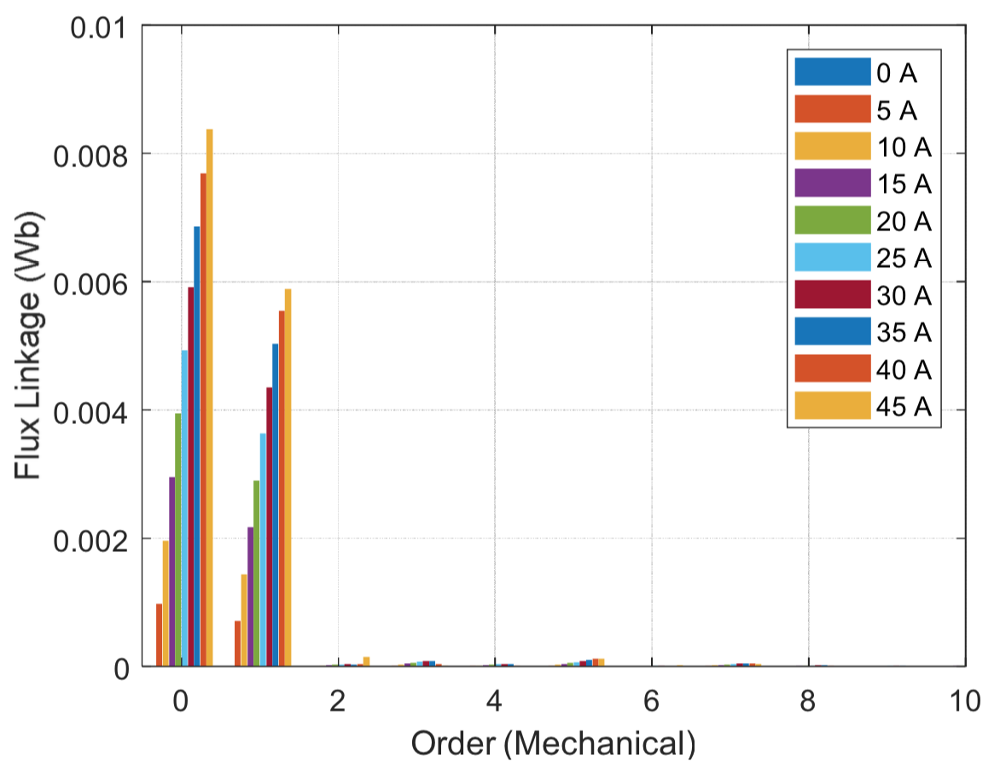 0.01
0.008
0.006
0.004
0.002
0
Flux Linkage (Wb)
0 A
5 A
10 A
15 A
20 A
25 A
30 A
35 A
40 A
45 A
0 2 4 6 8 10
Order (Mechanical)